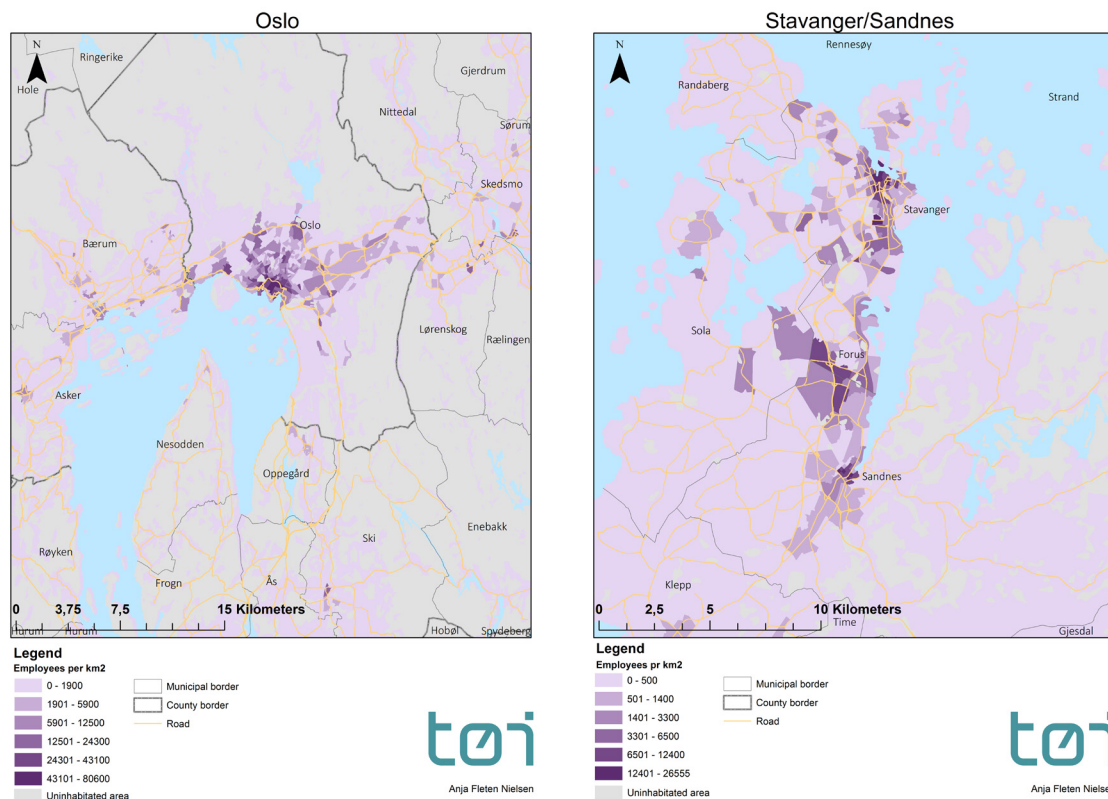 Oslo
N
Ringerike
Hole
Gjerdrum
Nittedal
Sørum
Skedsmo
Oslo
Bærum
Lørenskog
Rælingen
Asker
Nesodden
Oppegård
Enebakk
Ski
Røyken
Frogn
Ås
0 3,75 7,5 15 Kilometers
Hurum Hurum Hobøl Spydeberg
Legend
Employees per km2
0 - 1900
1901 - 5900
5901 - 12500
12501 - 24300
24301 - 43100
43101 - 80600
Uninhabitated area
Municipal border
County border
Road
tøi
Anja Fleten Nielsen
Stavanger/Sandnes
N
Rennesøy
Randaberg
Strand
Stavanger
Sola
Forus
Sandnes
Klepp
0 2,5 5 10 Kilometers
Time
Gjesdal
Legend
Employees pr km2
0 - 500
501 - 1400
1401 - 3300
3301 - 6500
6501 - 12400
12401 - 26555
Uninhabitated area
Municipal border
County border
Road
tøi
Anja Fleten Nielse